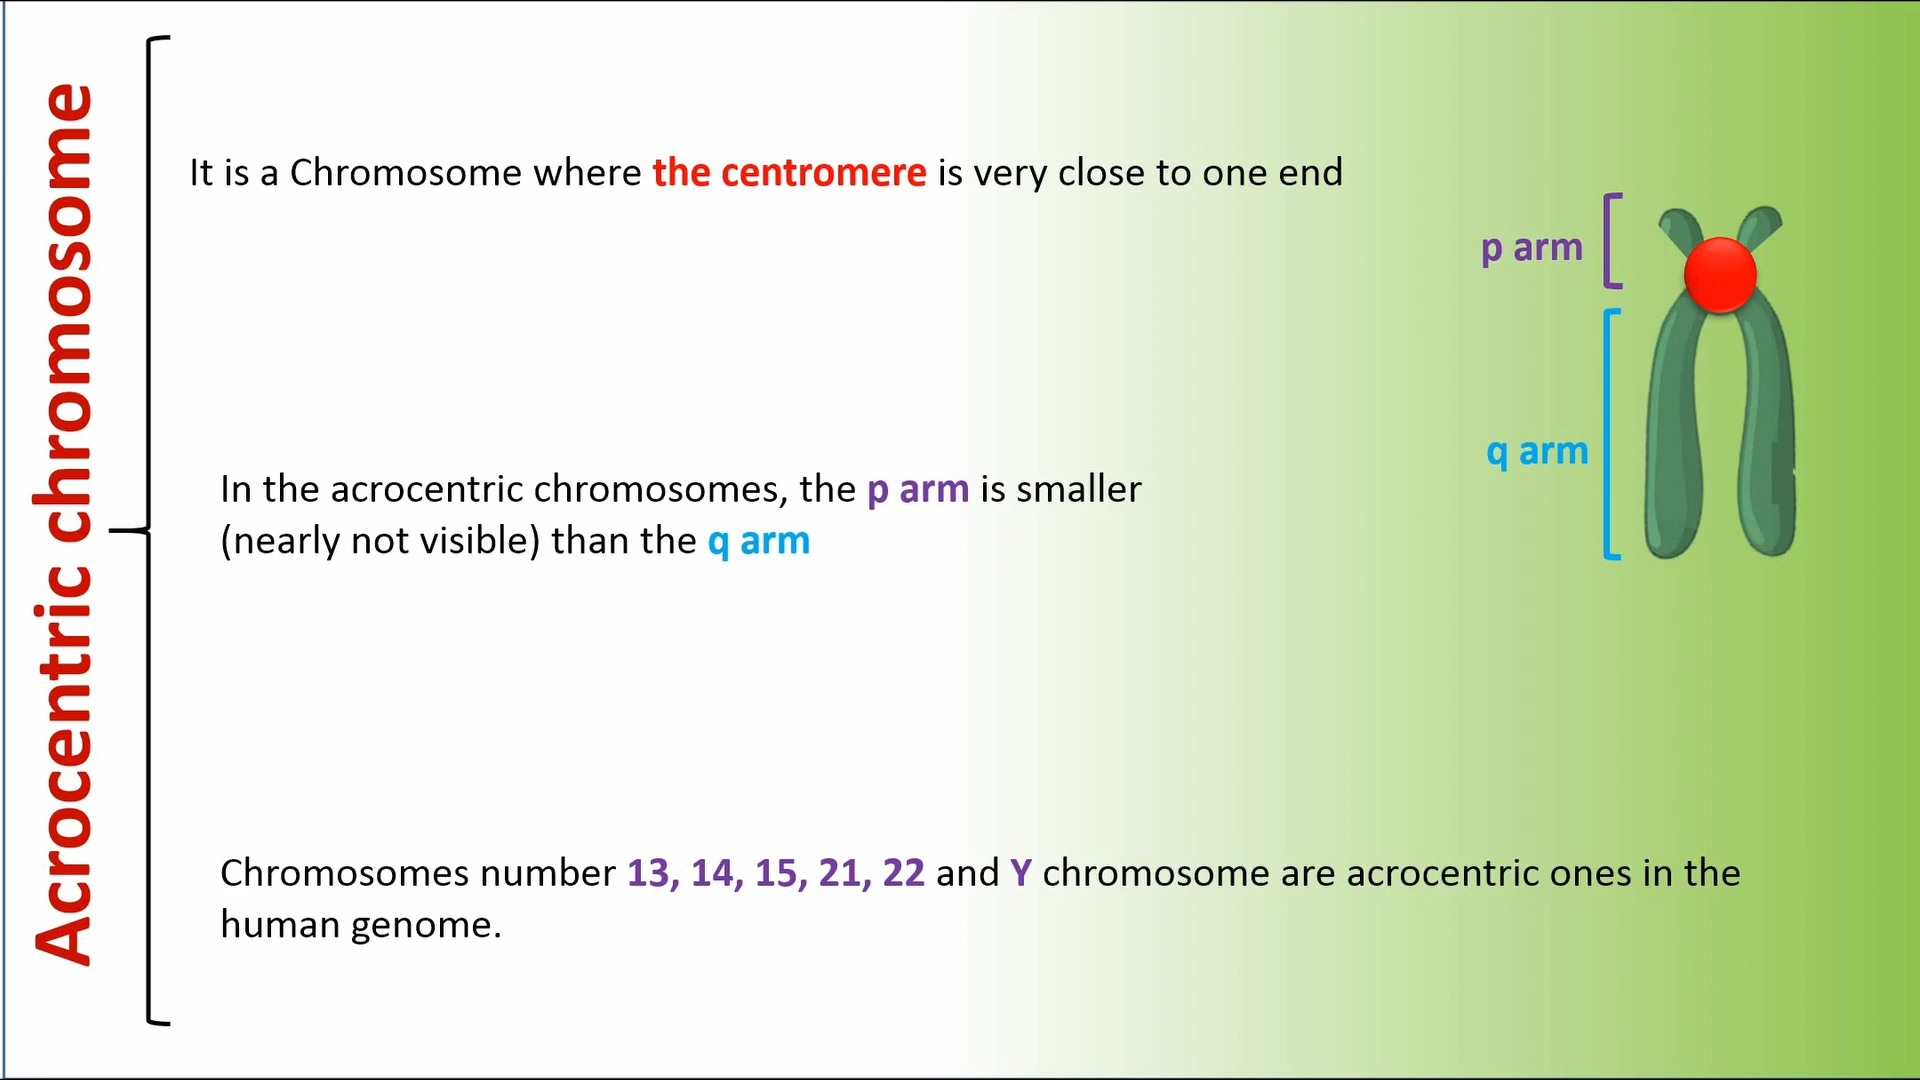 Acrocentric chromosome
It is a Chromosome where the centromere is very close to one end
p arm
q arm
In the acrocentric chromosomes, the p arm is smaller
(nearly not visible) than the q arm
Chromosomes number 13, 14, 15, 21, 22 and Y chromosome are acrocentric ones in the
human genome.